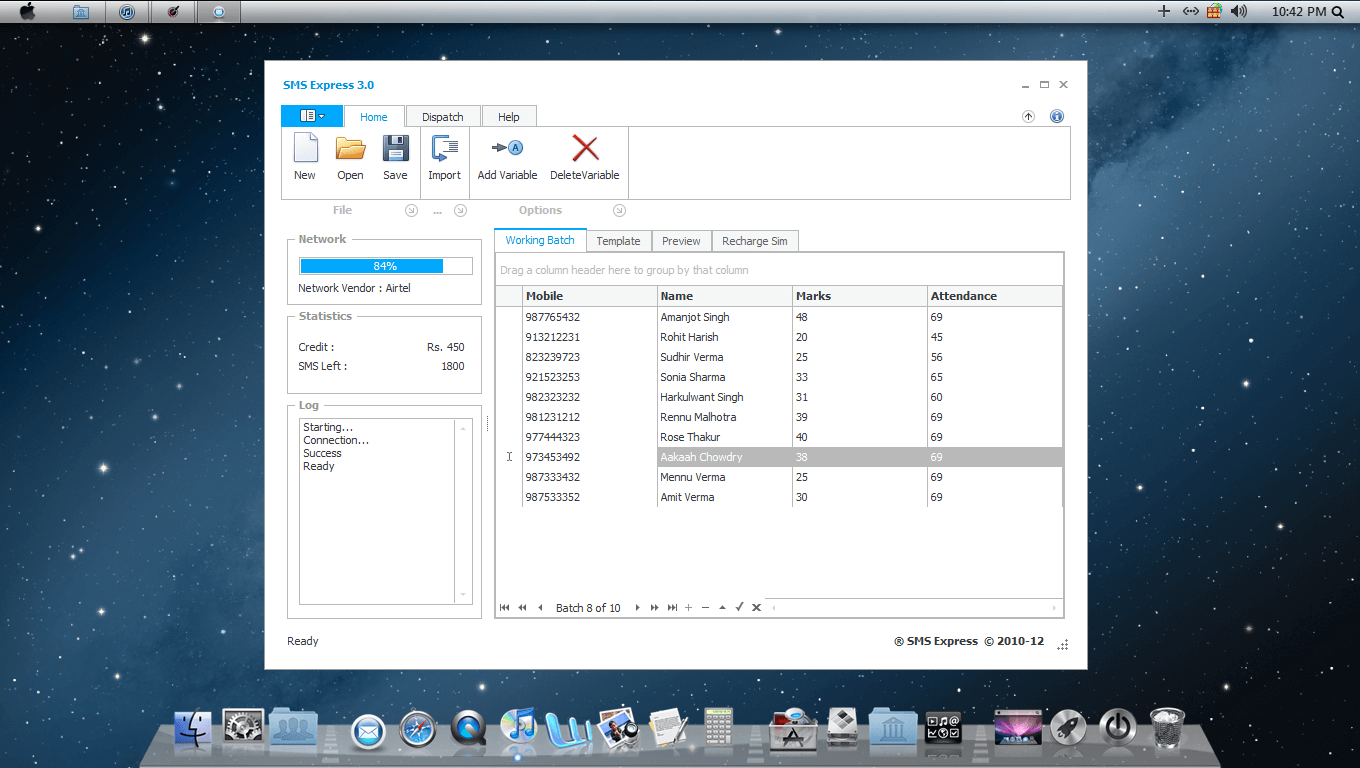 10:42 PM
SMS Express 3.0
Home Dispatch Help
New Open Save Import Add Variable DeleteVariable
File ... Options
Network
84%
Network Vendor : Airtel
Statistics
Credit : Rs. 450
SMS Left : 1800
Log
Starting...
Connection...
Success
Ready
Working Batch Template Preview Recharge Sim
Drag a column header here to group by that column
Mobile Name Marks Attendance
987765432 Amanjot Singh 48 69
913212231 Rohit Harish 20 45
823239723 Sudhir Verma 25 56
921523253 Sonia Sharma 33 65
982323232 Harkulwant Singh 31 60
981231212 Rennu Malhotra 39 69
977444323 Rose Thakur 40 69
973453492 Aakaah Chowdry 38 69
987333432 Mennu Verma 25 69
987533352 Amit Verma 30 69
Batch 8 of 10
Ready
® SMS Express © 2010-12